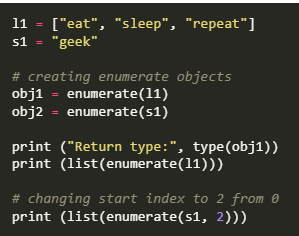 l1 = ["eat", "sleep", "repeat"]
s1 = "geek"
# creating enumerate objects
obj1 = enumerate(l1)
obj2 = enumerate(s1)
print ("Return type:", type(obj1))
print (list(enumerate(l1)))
# changing start index to 2 from 0
print (list(enumerate(s1, 2)))